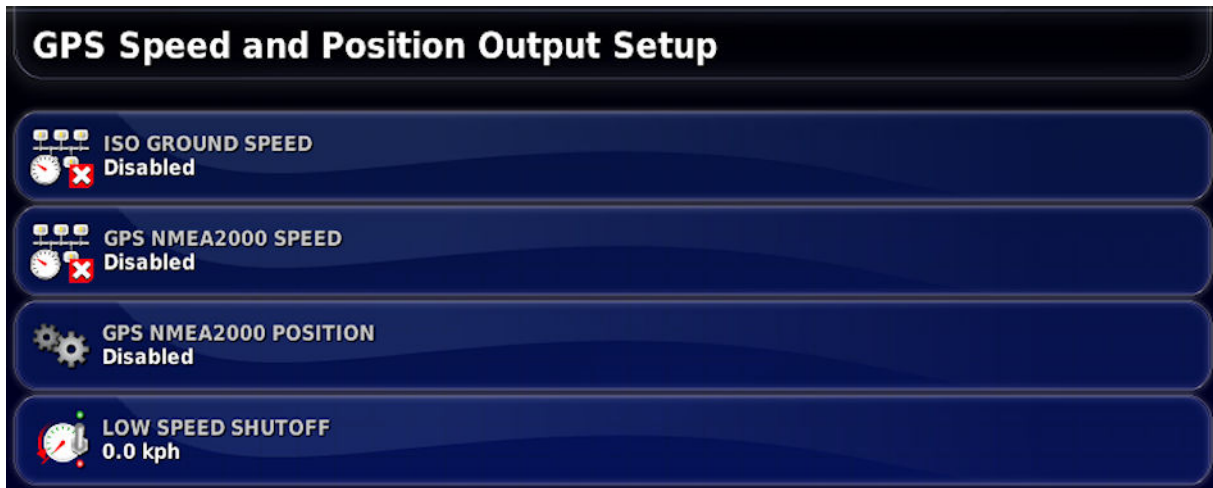 GPS Speed and Position Output Setup
ISO GROUND SPEED
Disabled
GPS NMEA2000 SPEED
Disabled
GPS NMEA2000 POSITION
Disabled
LOW SPEED SHUTOFF
0.0 kph